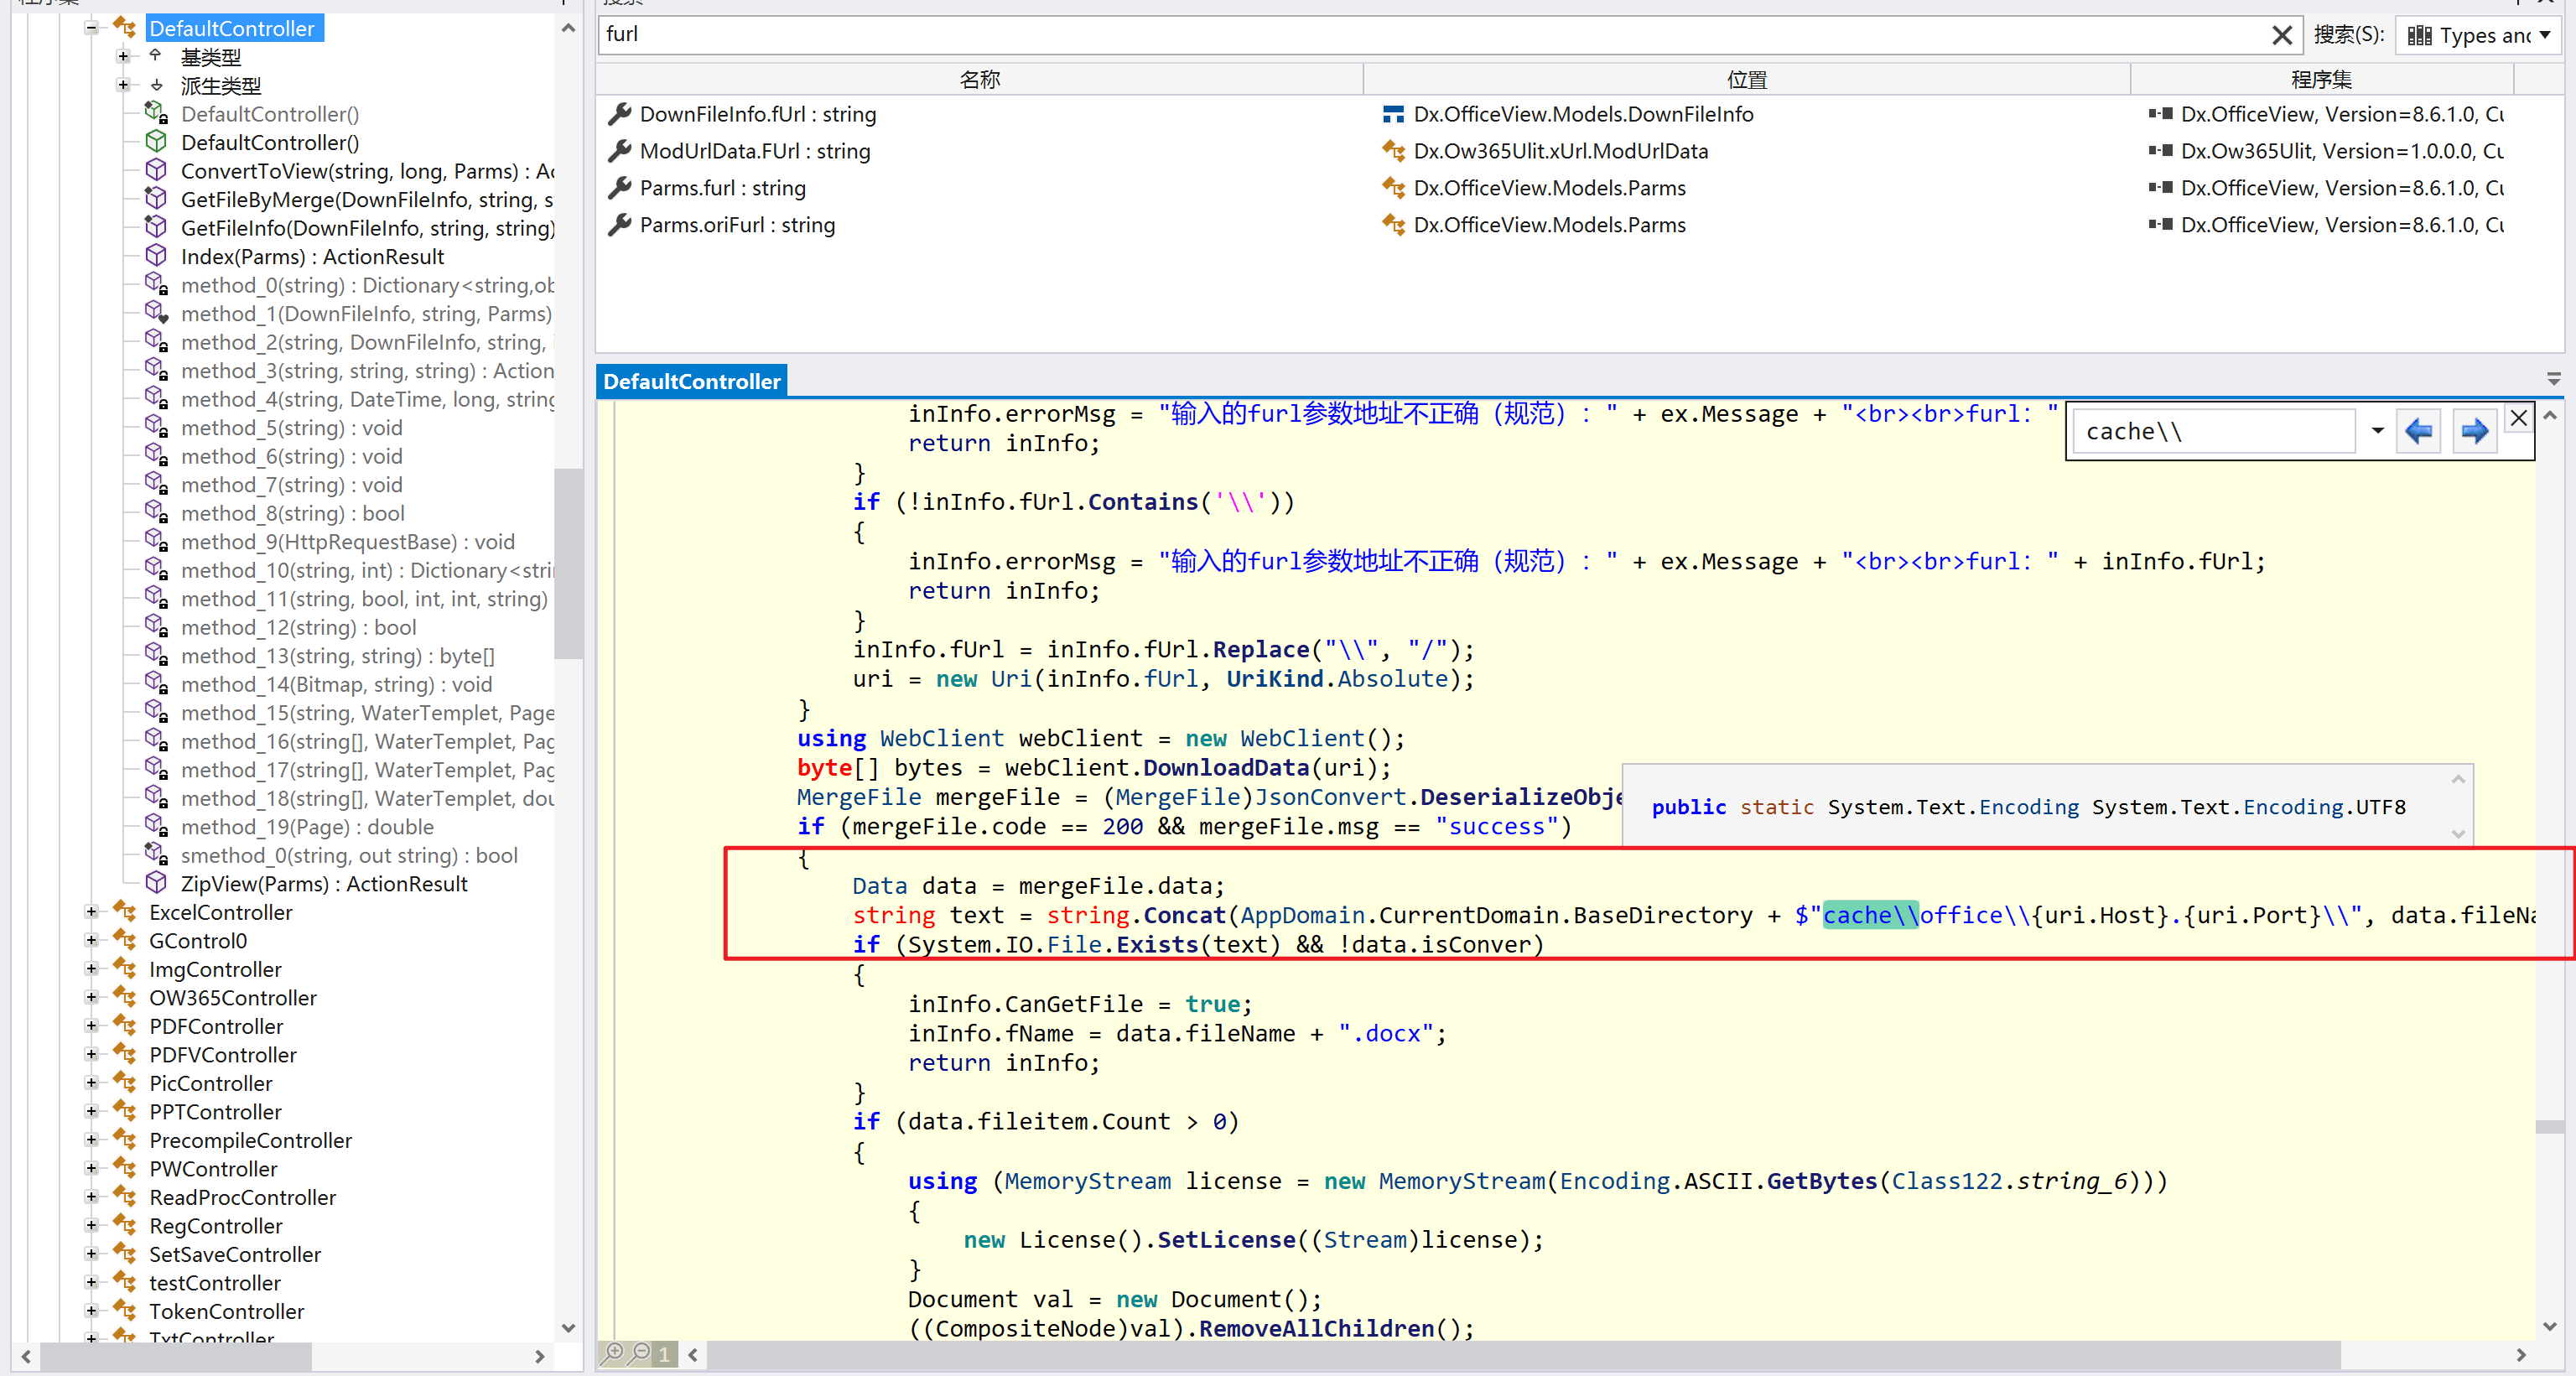 DefaultController
基类型
派生类型
DefaultController()
DefaultController()
ConvertToView(string, long, Parms) : Ac
GetFileByMerge(DownFileInfo, string, s
GetFileInfo(DownFileInfo, string, string)
Index(Parms) : ActionResult
method_0(string) : Dictionary<string,ob
method_1(DownFileInfo, string, Parms)
method_2(string, DownFileInfo, string, i
method_3(string, string, string) : Action
method_4(string, DateTime, long, string
method_5(string) : void
method_6(string) : void
method_7(string) : void
method_8(string) : bool
method_9(HttpRequestBase) : void
method_10(string, int) : Dictionary<stri
method_11(string, bool, int, int, string)
method_12(string) : bool
method_13(string, string) : byte[]
method_14(Bitmap, string) : void
method_15(string, WaterTemplet, Page
method_16(string[], WaterTemplet, Pag
method_17(string[], WaterTemplet, Pag
method_18(string[], WaterTemplet, dou
method_19(Page) : double
smethod_0(string, out string) : bool
ZipView(Parms) : ActionResult
ExcelController
GControl0
ImgController
OW365Controller
PDFController
PDFVController
PicController
PPTController
PrecompileController
PWController
ReadProcController
RegController
SetSaveController
testController
TokenController
TxtController
furl
搜索(S): Types anc
名称 位置 程序集
DownFileInfo.fUrl : string Dx.OfficeView.Models.DownFileInfo Dx.OfficeView, Version=8.6.1.0, Cu
ModUrlData.FUrl : string Dx.Ow365Ulit.xUrl.ModUrlData Dx.Ow365Ulit, Version=1.0.0.0, Cu
Parms.furl : string Dx.OfficeView.Models.Parms Dx.OfficeView, Version=8.6.1.0, Cu
Parms.oriFurl : string Dx.OfficeView.Models.Parms Dx.OfficeView, Version=8.6.1.0, Cu
DefaultController
cache\\
inInfo.errorMsg = "输入的furl参数地址不正确（规范）：" + ex.Message + "<br><br>furl："
return inInfo;
}
if (!inInfo.fUrl.Contains('\\'))
{
inInfo.errorMsg = "输入的furl参数地址不正确（规范）：" + ex.Message + "<br><br>furl：" + inInfo.fUrl;
return inInfo;
}
inInfo.fUrl = inInfo.fUrl.Replace("\\", "/");
uri = new Uri(inInfo.fUrl, UriKind.Absolute);
}
using WebClient webClient = new WebClient();
byte[] bytes = webClient.DownloadData(uri);
MergeFile mergeFile = (MergeFile)JsonConvert.DeserializeObje
public static System.Text.Encoding System.Text.Encoding.UTF8
if (mergeFile.code == 200 && mergeFile.msg == "success")
{
Data data = mergeFile.data;
string text = string.Concat(AppDomain.CurrentDomain.BaseDirectory + $"cache\\office\\{uri.Host}.{uri.Port}\\", data.fileNa
if (System.IO.File.Exists(text) && !data.isConver)
{
inInfo.CanGetFile = true;
inInfo.fName = data.fileName + ".docx";
return inInfo;
}
if (data.fileitem.Count > 0)
{
using (MemoryStream license = new MemoryStream(Encoding.ASCII.GetBytes(Class122.string_6)))
{
new License().SetLicense((Stream)license);
}
Document val = new Document();
((CompositeNode)val).RemoveAllChildren();
1